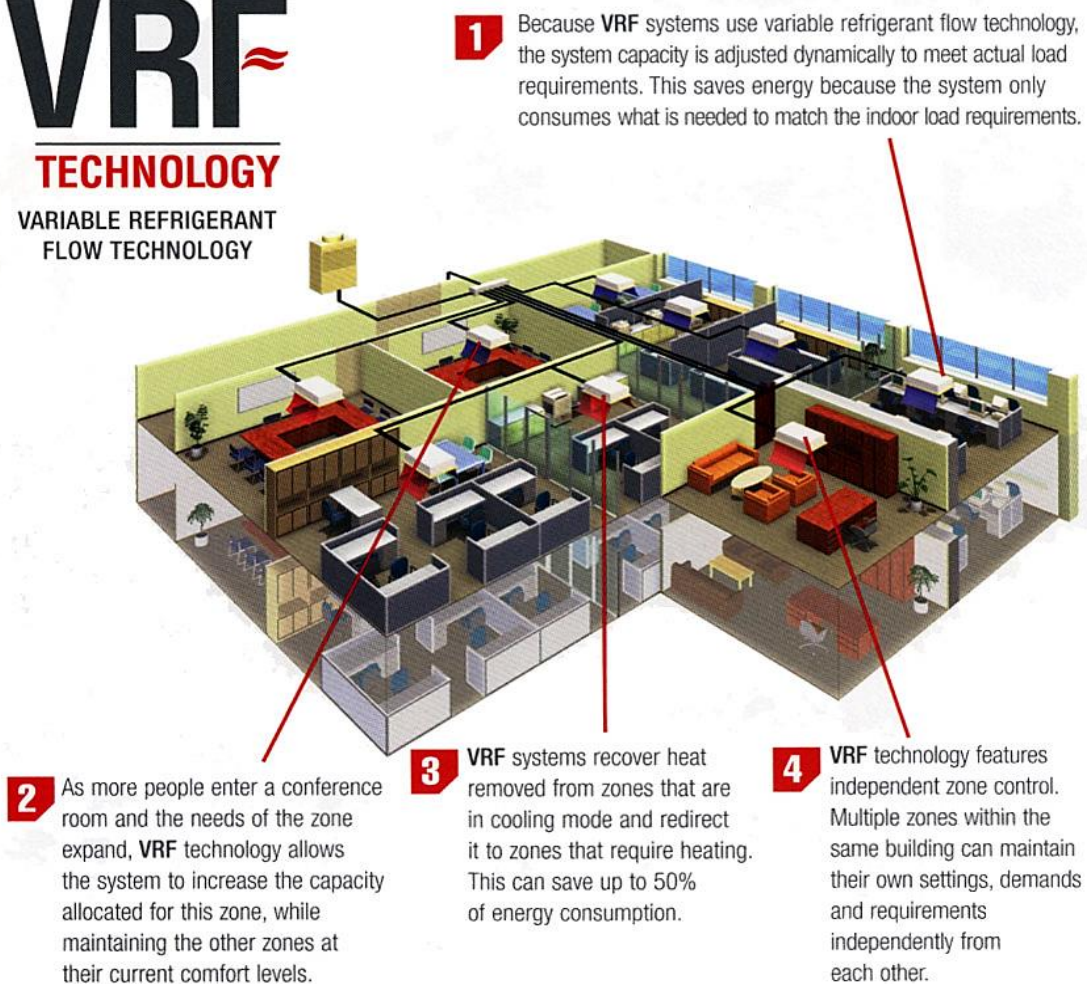 VRF
TECHNOLOGY
VARIABLE REFRIGERANT
FLOW TECHNOLOGY
1
Because VRF systems use variable refrigerant flow technology,
the system capacity is adjusted dynamically to meet actual load
requirements. This saves energy because the system only
consumes what is needed to match the indoor load requirements.
2
As more people enter a conference
room and the needs of the zone
expand, VRF technology allows
the system to increase the capacity
allocated for this zone, while
maintaining the other zones at
their current comfort levels.
3
VRF systems recover heat
removed from zones that are
in cooling mode and redirect
it to zones that require heating.
This can save up to 50%
of energy consumption.
4
VRF technology features
independent zone control.
Multiple zones within the
same building can maintain
their own settings, demands
and requirements
independently from
each other.